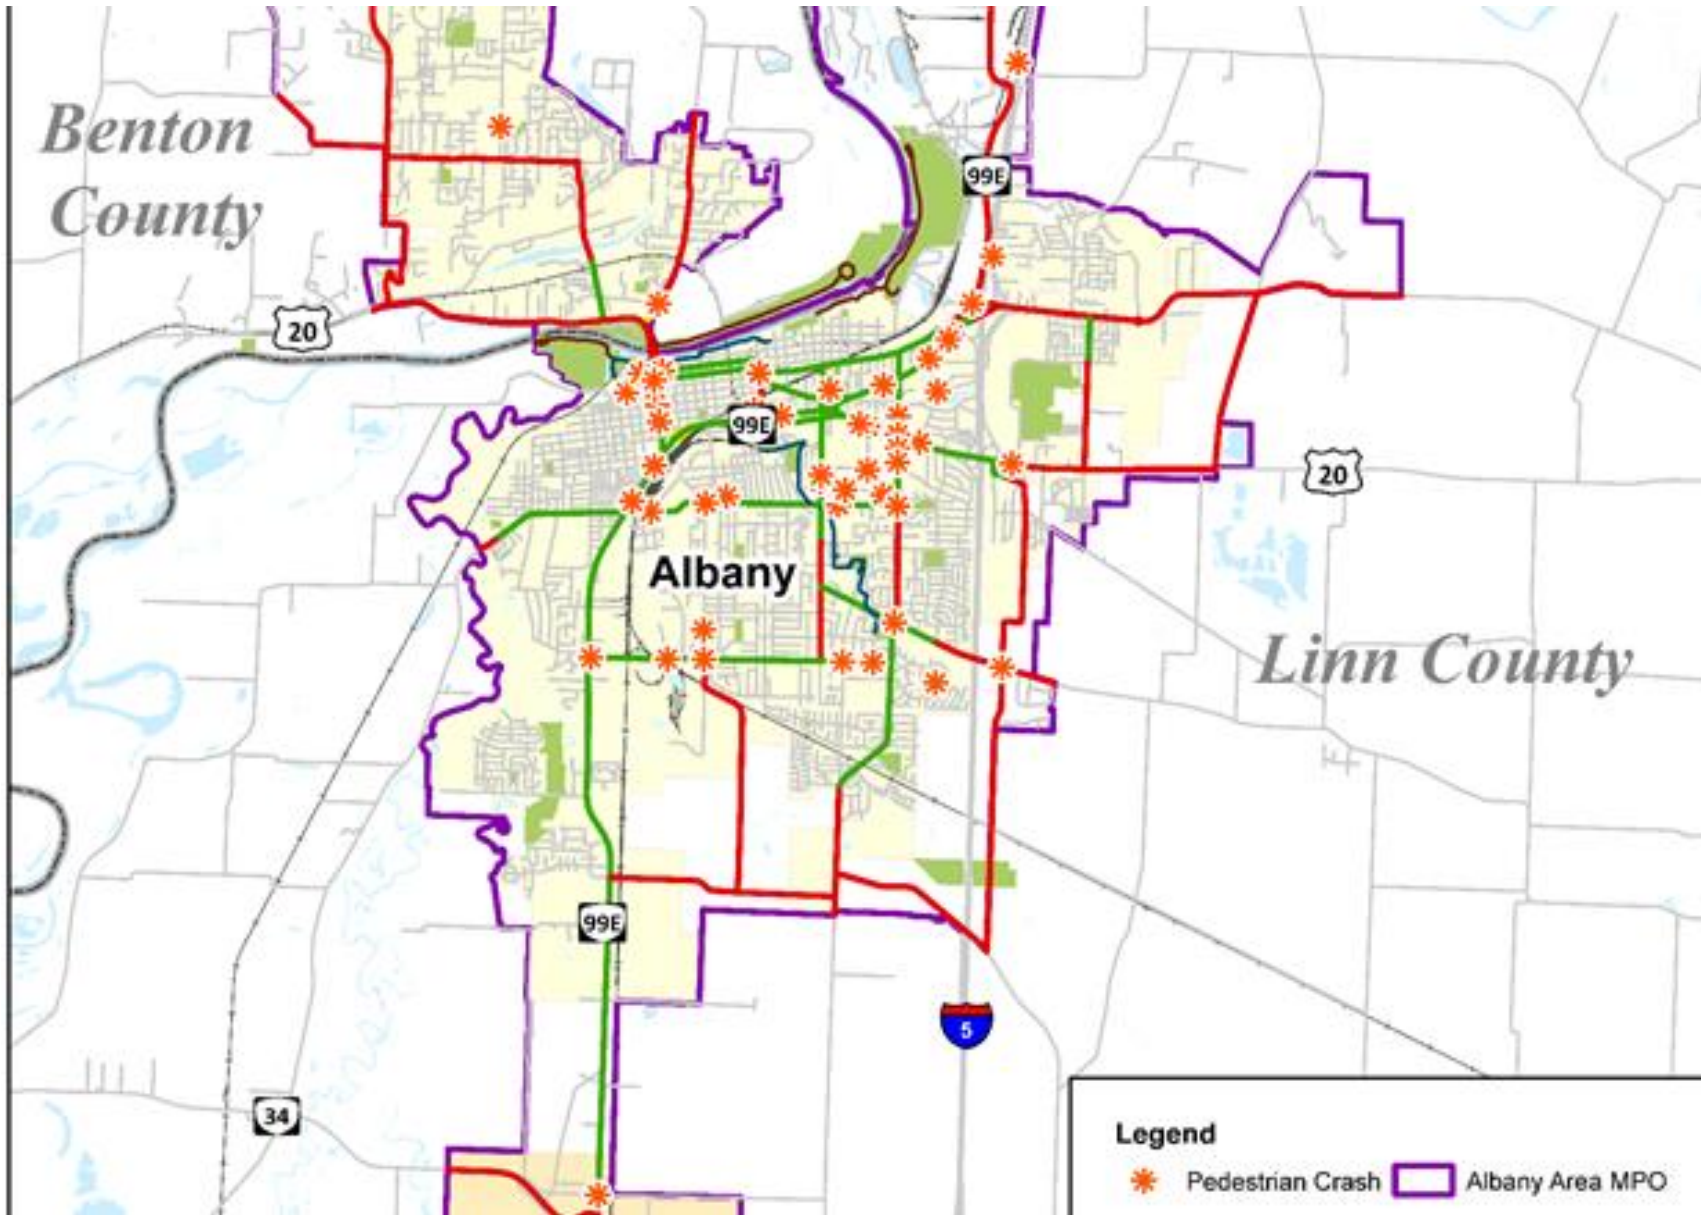 Benton
County
99E
20
99E
20
Albany
Linn County
99E
5
34
Legend
Pedestrian Crash
Albany Area MPO